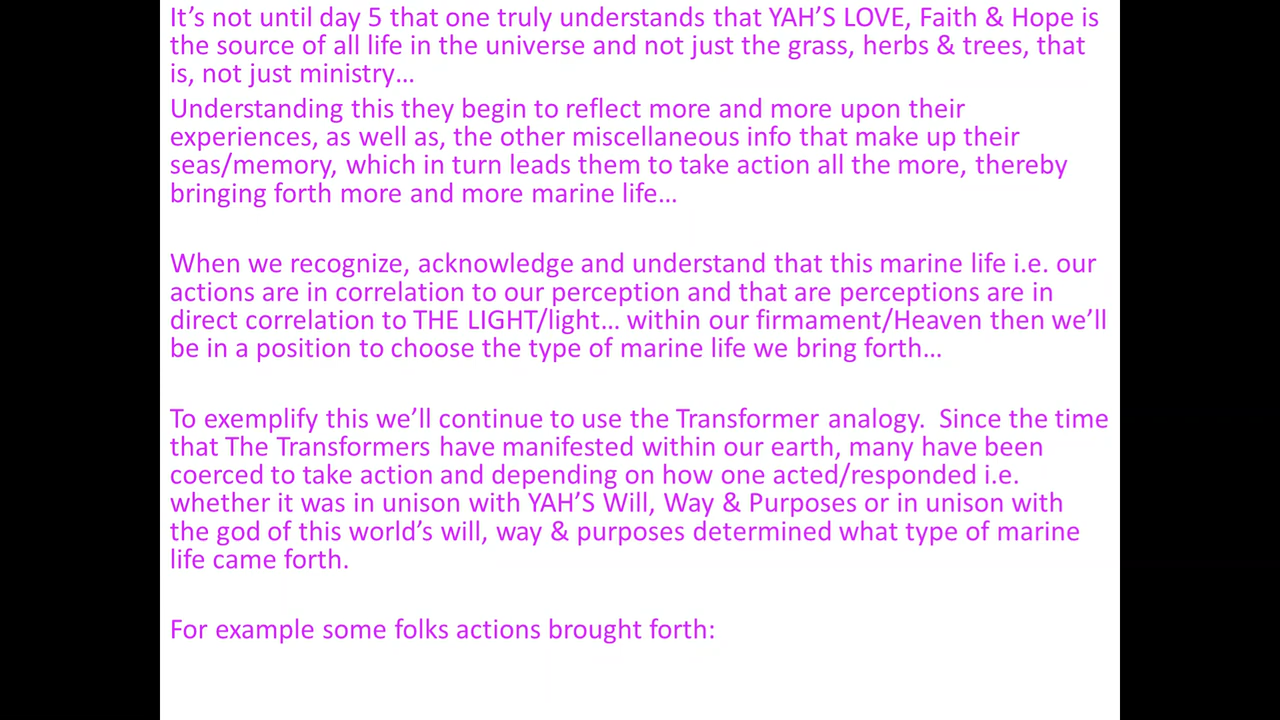 It’s not until day 5 that one truly understands that YAH’S LOVE, Faith & Hope is
the source of all life in the universe and not just the grass, herbs & trees, that
is, not just ministry…
Understanding this they begin to reflect more and more upon their
experiences, as well as, the other miscellaneous info that make up their
seas/memory, which in turn leads them to take action all the more, thereby
bringing forth more and more marine life…
When we recognize, acknowledge and understand that this marine life i.e. our
actions are in correlation to our perception and that are perceptions are in
direct correlation to THE LIGHT/light… within our firmament/Heaven then we’ll
be in a position to choose the type of marine life we bring forth…
To exemplify this we’ll continue to use the Transformer analogy.  Since the time
that The Transformers have manifested within our earth, many have been
coerced to take action and depending on how one acted/responded i.e.
whether it was in unison with YAH’S Will, Way & Purposes or in unison with
the god of this world’s will, way & purposes determined what type of marine
life came forth.
For example some folks actions brought forth: